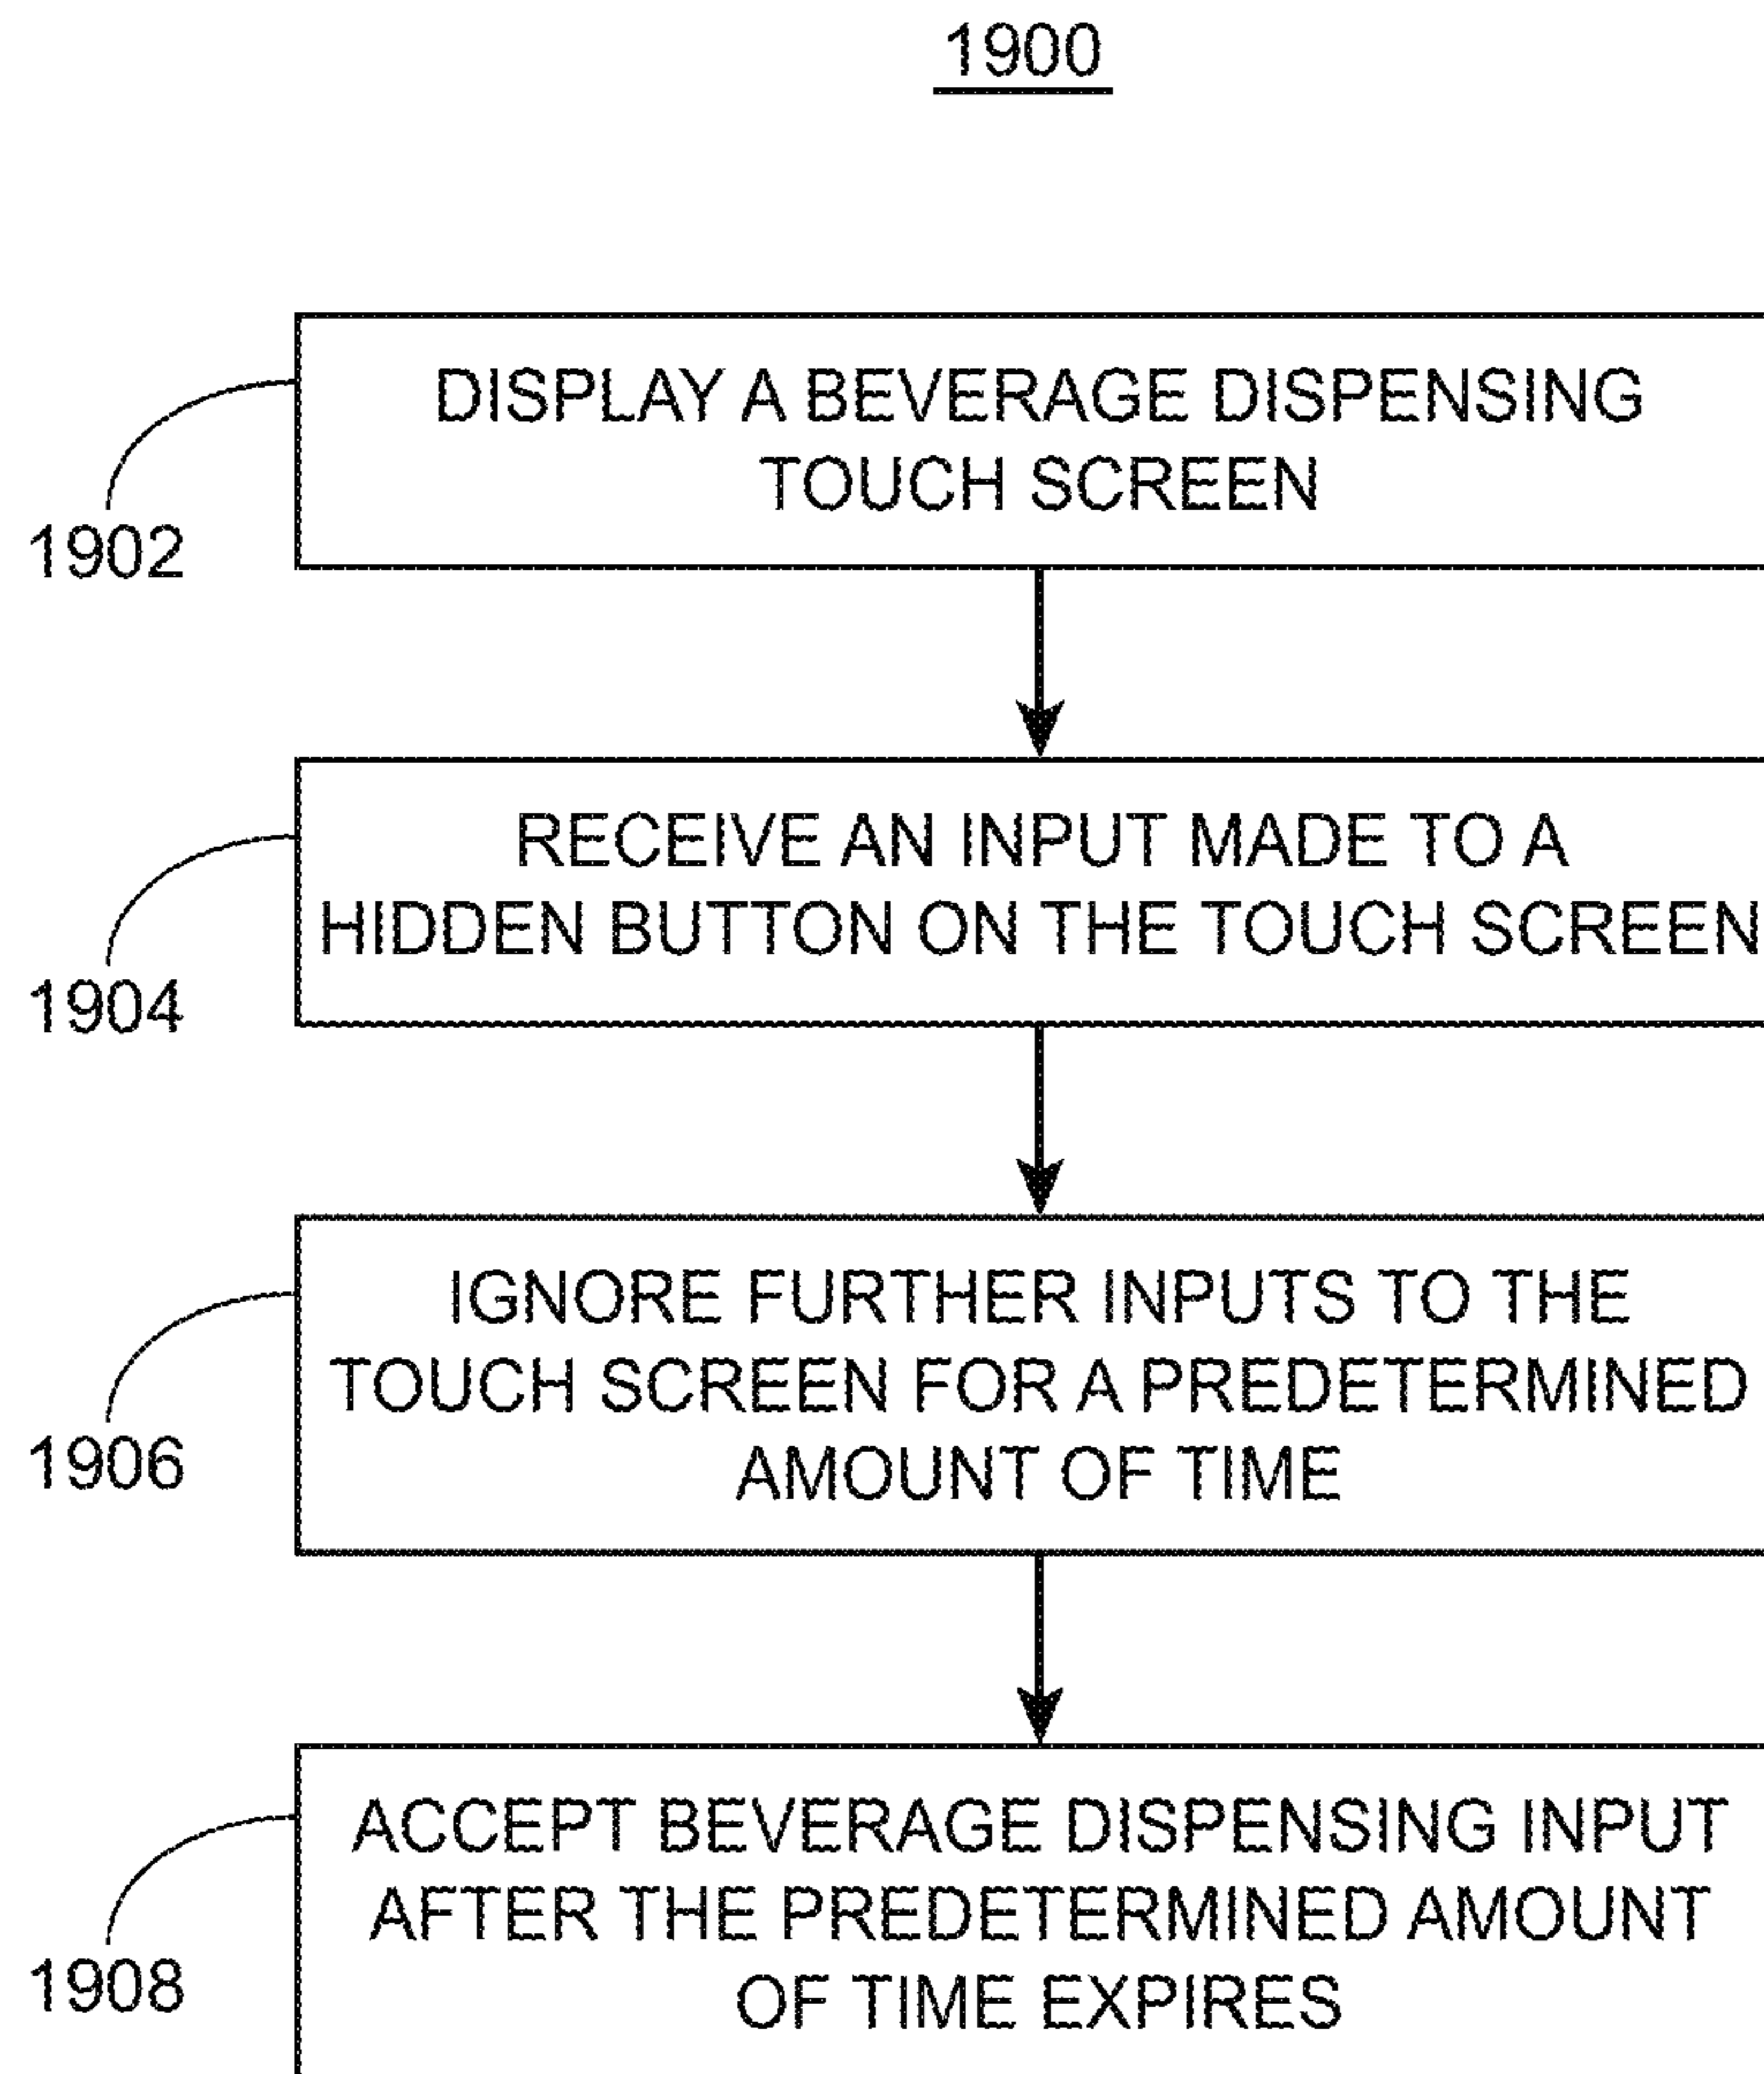 1900
DISPLAY A BEVERAGE DISPENSING
TOUCH SCREEN
1902
RECEIVE AN INPUT MADE TO A
HIDDEN BUTTON ON THE TOUCH SCREEN
1904
IGNORE FURTHER INPUTS TO THE
TOUCH SCREEN FOR A PREDETERMINED
AMOUNT OF TIME
1906
ACCEPT BEVERAGE DISPENSING INPUT
AFTER THE PREDETERMINED AMOUNT
OF TIME EXPIRES
1908